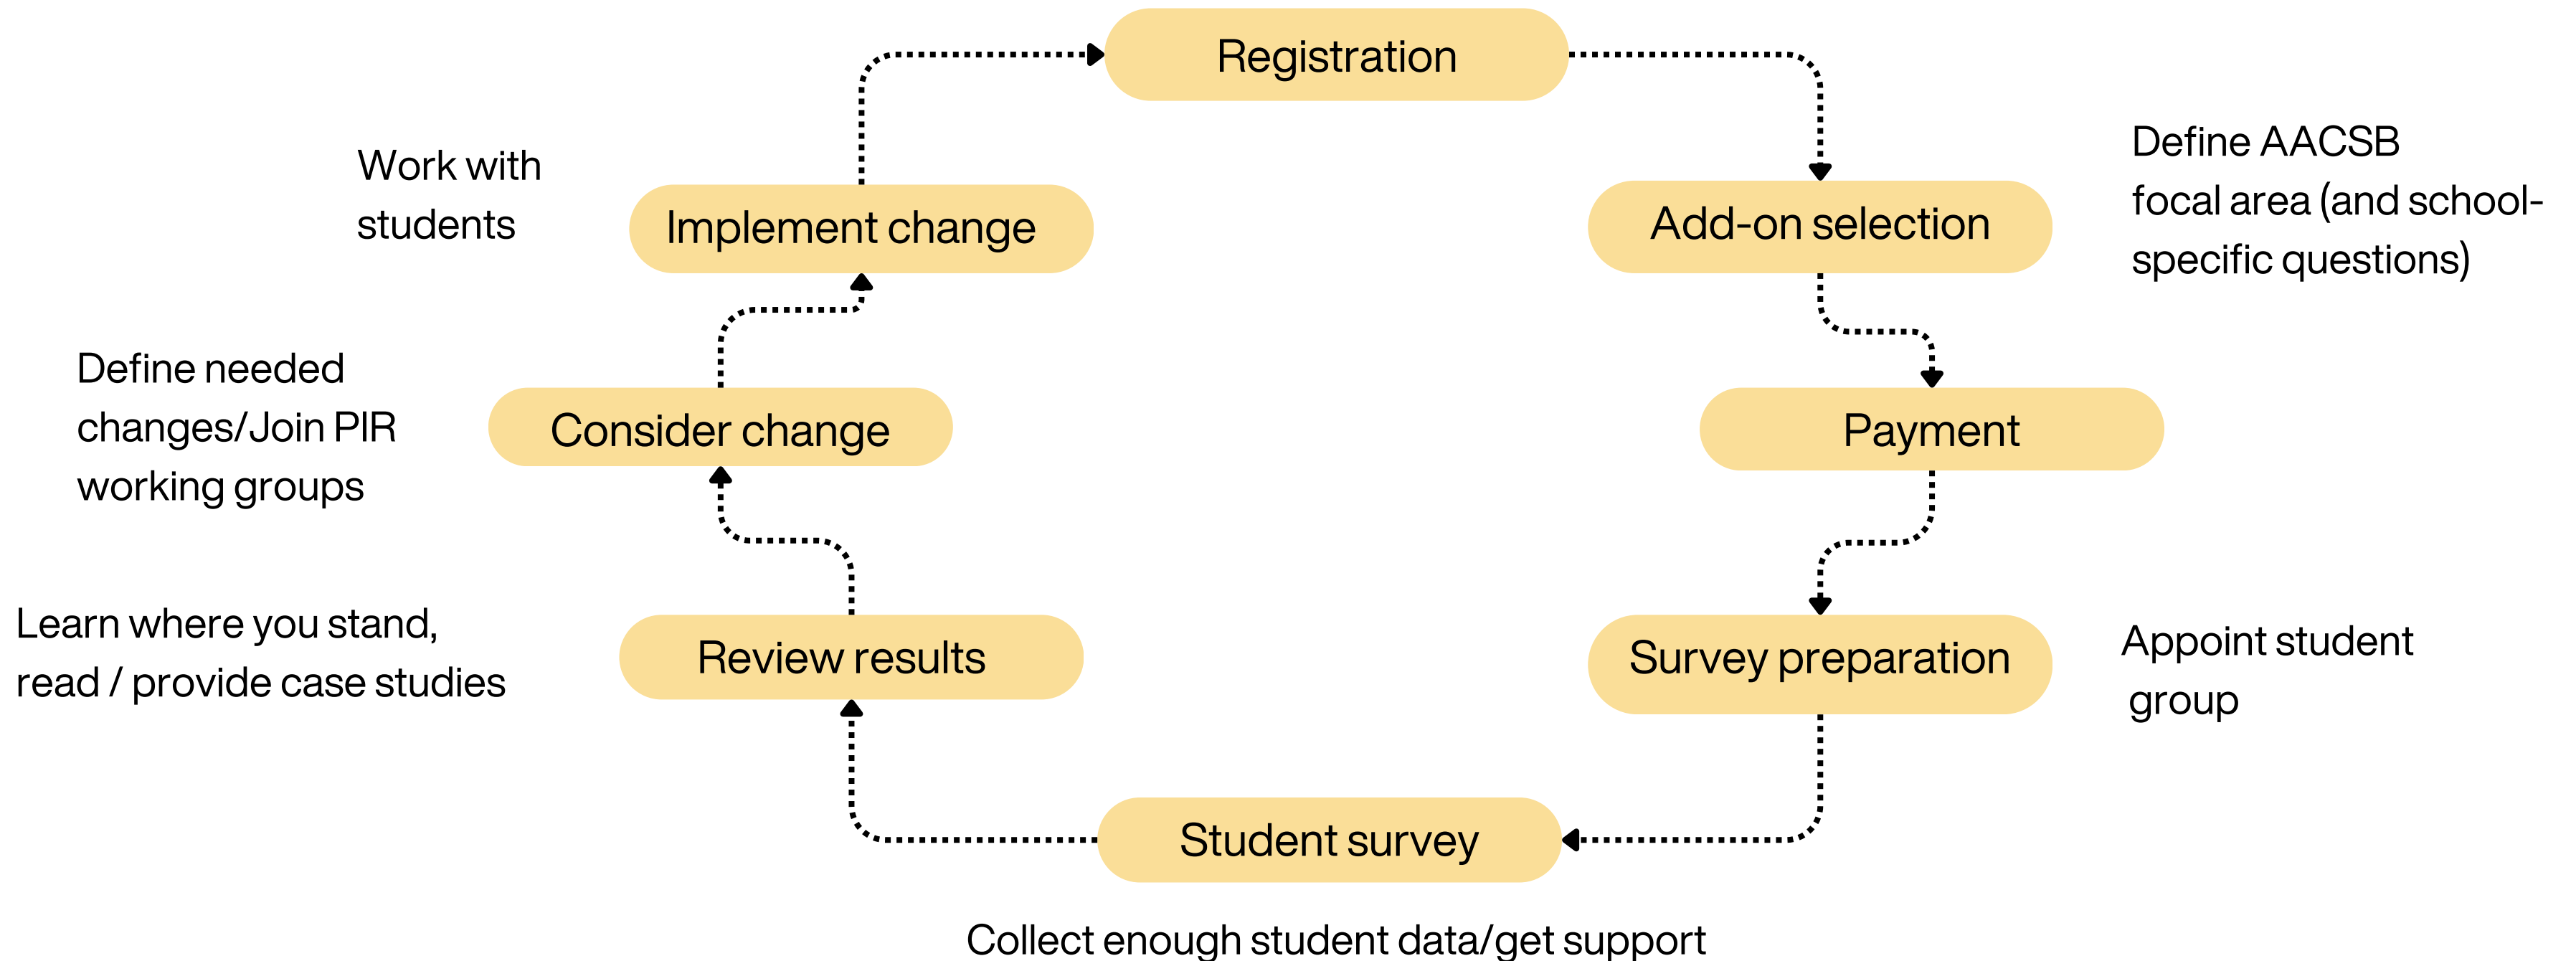 Registration
Work with
students
Implement change
Add-on selection
Define AACSB
focal area (and school-
specific questions)
Define needed
changes/Join PIR
working groups
Consider change
Payment
Learn where you stand,
read / provide case studies
Review results
Survey preparation
Appoint student
group
Student survey
Collect enough student data/get support